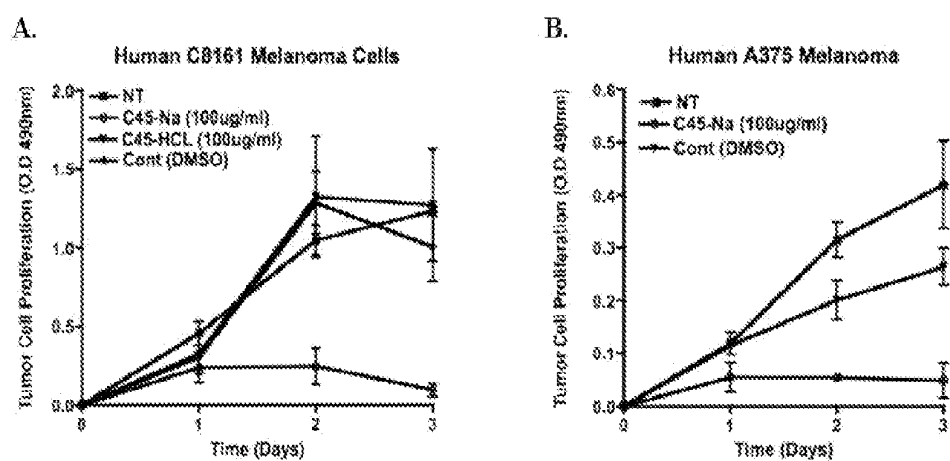 A.
Human C8161 Melanoma Cells
Tumor Cell Proliferation (O.D 490nm)
2.0
1.5
1.0
0.5
0.0
NT
C45-Na (100ug/ml)
C45-HCL (100ug/ml)
Cont (DMSO)
0 1 2 3
Time (Days)
B.
Human A375 Melanoma
Tumor Cell Proliferation (O.D 490nm)
0.6
0.5
0.4
0.3
0.2
0.1
0.0
NT
C45-Na (100ug/ml)
Cont (DMSO)
0 1 2 3
Time (Days)